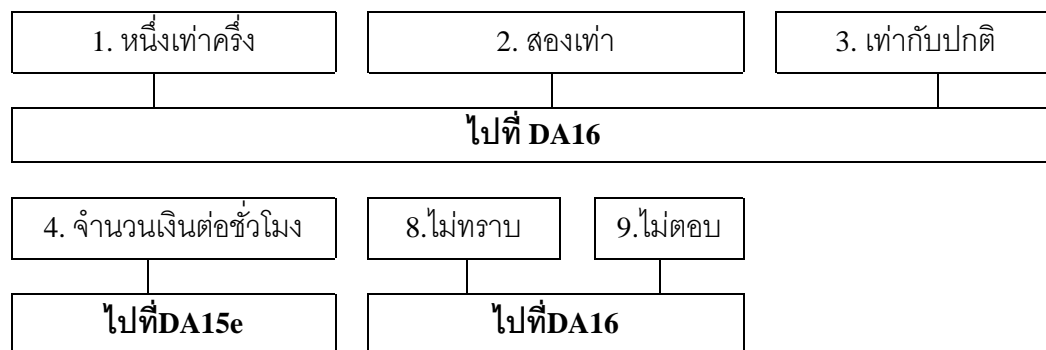 1. หนึ่งเท่าครึ่ง 2. สองเท่า 3. เท่ากับปกติ
ไปที่ DA16
4. จำนวนเงินต่อชั่วโมง 8.ไม่ทราบ 9.ไม่ตอบ
ไปที่DA15e ไปที่DA16